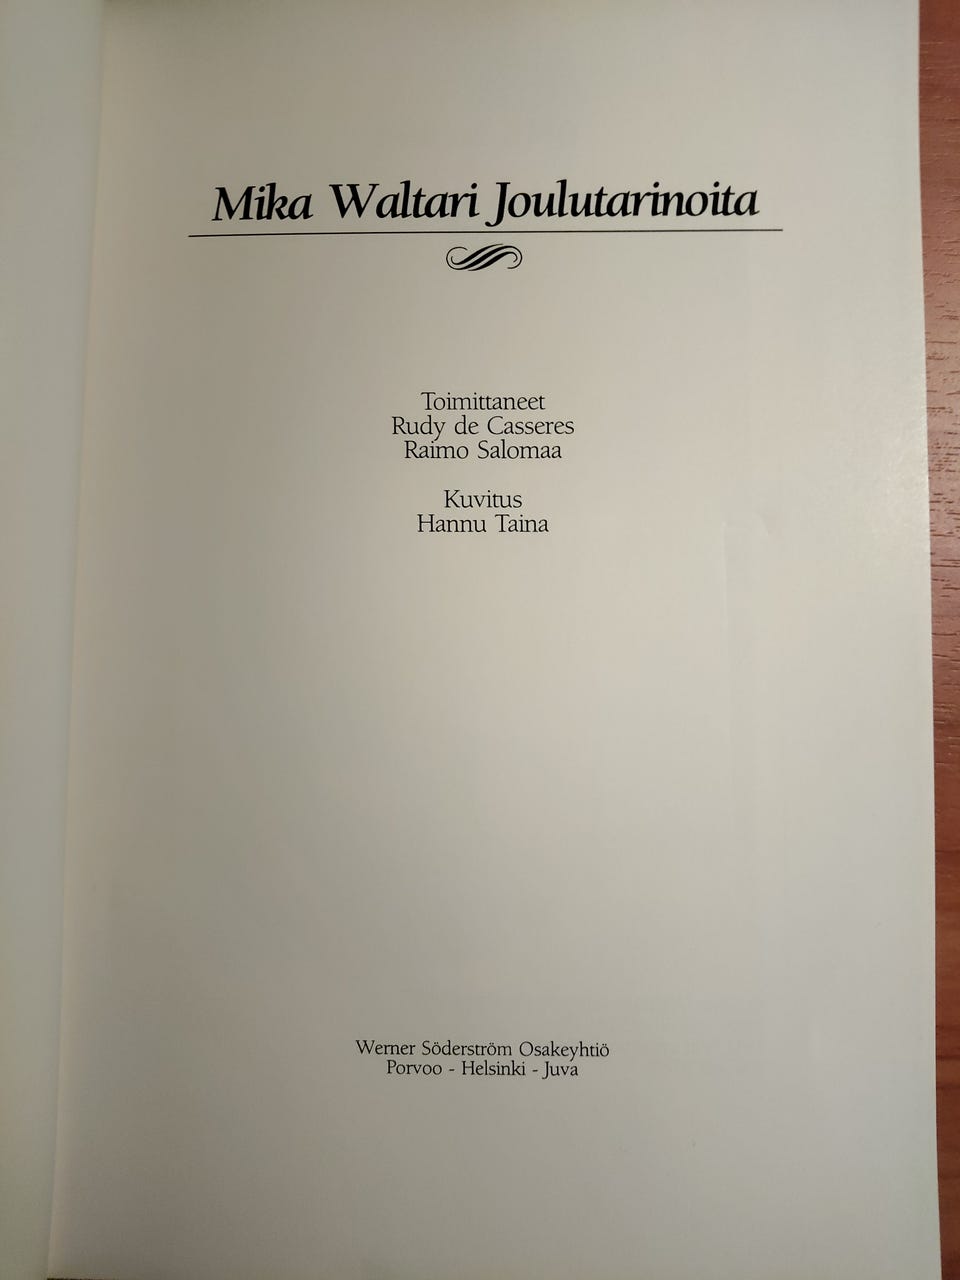 Mika Waltari Joulutarinoita
Toimittaneet
Rudy de Casseres
Raimo Salomaa
Kuvitus
Hannu Taina
Werner Söderström Osakeyhtiö
Porvoo - Helsinki - Juva